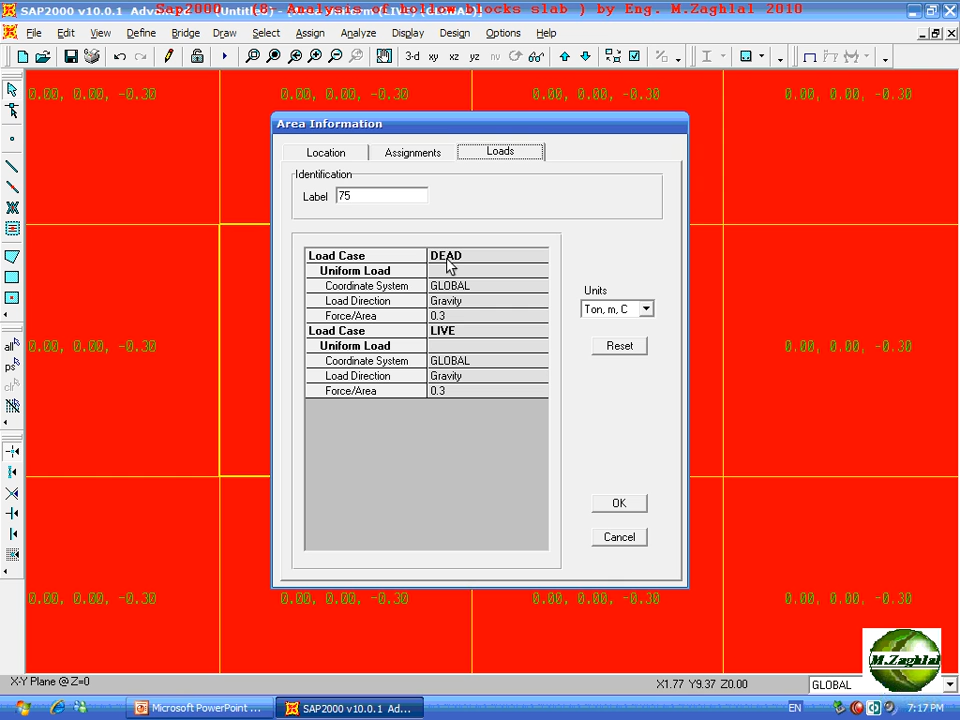 SAP2000 v10.0.1 Advanced (Untitled)
Sap2000 (8- Analysis of hollow blocks slab ) by Eng. M.Zaghlal 2010
File Edit View Define Bridge Draw Select Assign Analyze Display Design Options Help
3-d xy xz yz nv
0.00, 0.00, -0.30 0.00, 0.00, -0.30 0.00, 0.00, -0.30 0.00, 0.00, -0.30
Area Information
Location Assignments Loads
Identification
Label 75
Load Case DEAD
Uniform Load
Coordinate System GLOBAL
Load Direction Gravity
Force/Area 0.3
Load Case LIVE
Uniform Load
Coordinate System GLOBAL
Load Direction Gravity
Force/Area 0.3
Units
Ton, m, C
Reset
OK
Cancel
all
ps
clr
0.00, 0.00, -0.30 0.00, 0.00, -0.30
0.00, 0.00, -0.30 0.00, 0.00, -0.30 0.00, 0.00, -0.30 0.00, 0.00, -0.30
M.Zaghlal
X-Y Plane @ Z=0 X1.77 Y9.37 Z0.00 GLOBAL
Microsoft PowerPoint ... SAP2000 v10.0.1 Ad... EN 7:17 PM